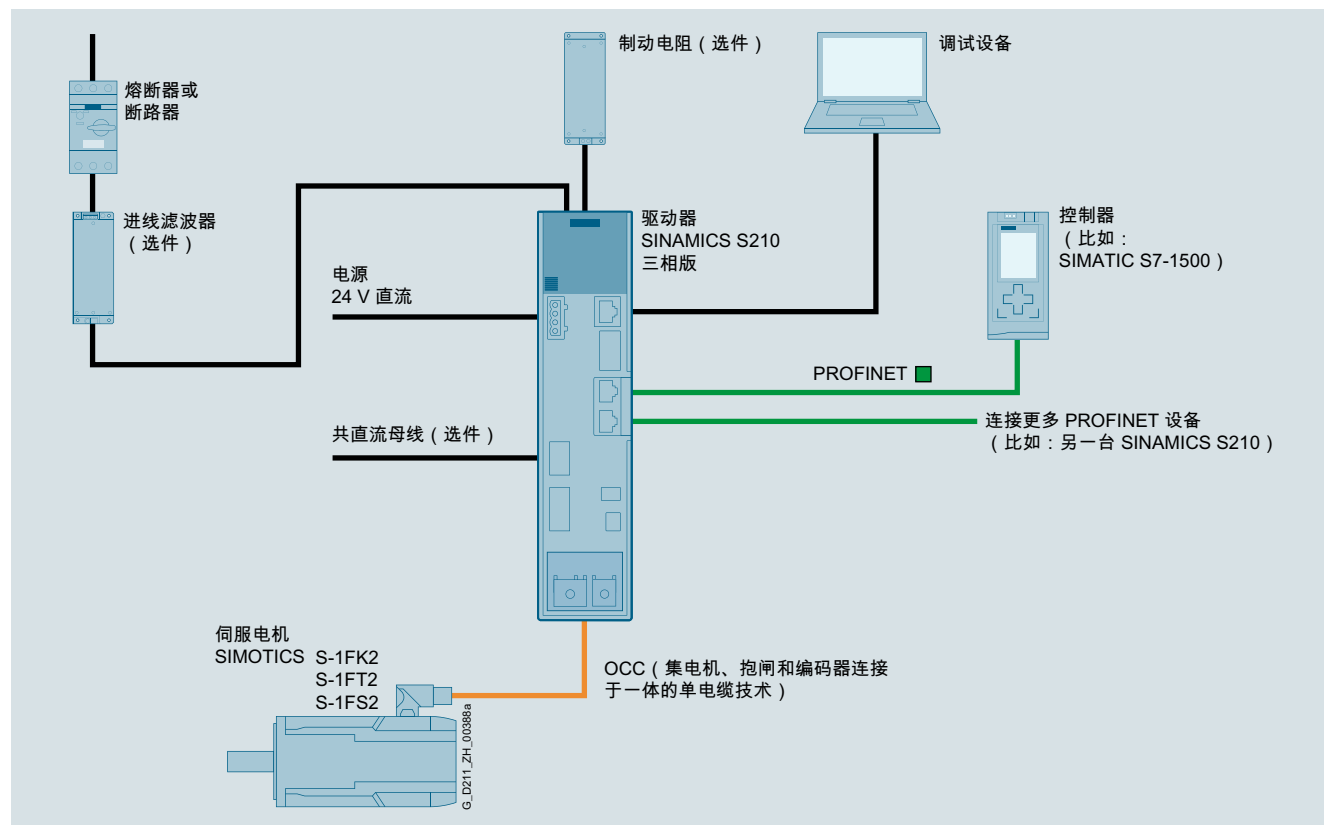 制动电阻（选件）
调试设备
熔断器或
断路器
进线滤波器
（选件）
驱动器
SINAMICS S210
三相版
控制器
（比如：
SIMATIC S7-1500）
电源
24 V 直流
PROFINET
连接更多 PROFINET 设备
（比如：另一台 SINAMICS S210）
共直流母线（选件）
伺服电机
SIMOTICS S-1FK2
S-1FT2
S-1FS2
OCC（集电机、抱闸和编码器连接
于一体的单电缆技术）
G_D211_ZH_00388a